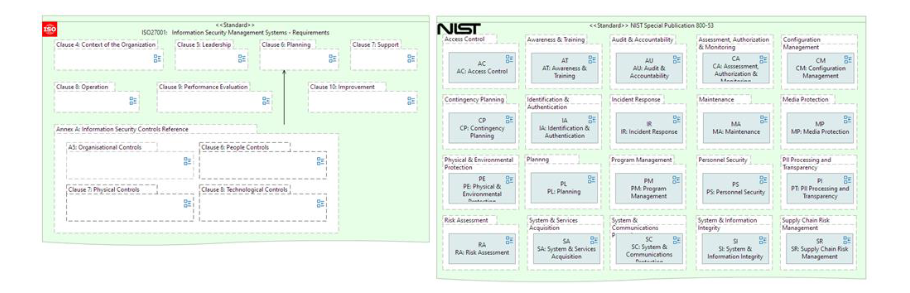 ISO
<<Standard>>
ISO27001: Information Security Management Systems - Requirements
Clause 4: Context of the Organization
Clause 5: Leadership
Clause 6: Planning
Clause 7: Support
Clause 8: Operation
Clause 9: Performance Evaluation
Clause 10: Improvement
Annex A: Information Security Controls Reference
A5: Organisational Controls
Clause 6: People Controls
Clause 7: Physical Controls
Clause 8: Technological Controls
NIST
<<Standard>> NIST Special Publication 800-53
Access Control
AC
AC: Access Control
Awareness & Training
AT
AT: Awareness &
Training
Audit & Accountability
AU
AU: Audit &
Accountability
Assessment, Authorization
& Monitoring
CA
CA: Assessment,
Authorization &
Monitoring
Configuration
Management
CM
CM: Configuration
Management
Contingency Planning
CP
CP: Contingency
Planning
Identification &
Authentication
IA
IA: Identification &
Authentication
Incident Response
IR
IR: Incident Response
Maintenance
MA
MA: Maintenance
Media Protection
MP
MP: Media Protection
Physical & Environmental
Protection
PE
PE: Physical &
Environmental
Protection
Planning
PL
PL: Planning
Program Management
PM
PM: Program
Management
Personnel Security
PS
PS: Personnel Security
PII Processing and
Transparency
PI
PT: PII Processing and
Transparency
Risk Assessment
RA
RA: Risk Assessment
System & Services
Acquisition
SA
SA: System & Services
Acquisition
System &
Communications
SC
SC: System &
Communications
Protection
System & Information
Integrity
SI
SI: System &
Information Integrity
Supply Chain Risk
Management
SR
SR: Supply Chain Risk
Management